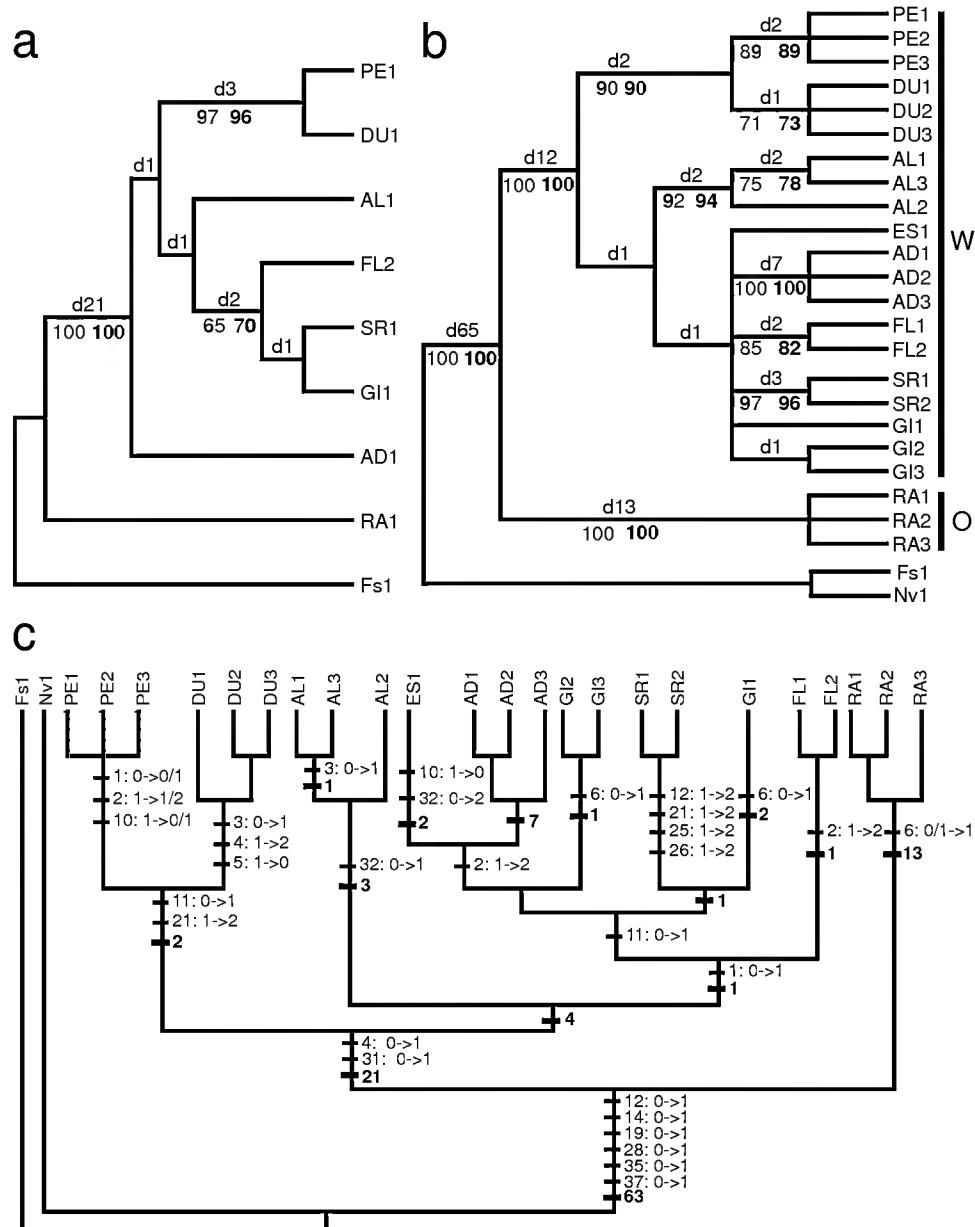 a
d3
97 96
PE1
DU1
d1
AL1
d1
FL2
d2
65 70
SR1
d1
GI1
d21
100 100
AD1
RA1
Fs1
b
d2
89 89
PE1
PE2
PE3
d2
90 90
d1
71 73
DU1
DU2
DU3
d12
100 100
d2
92 94
d2
75 78
AL1
AL3
AL2
W
d1
ES1
d7
100 100
AD1
AD2
AD3
d65
100 100
d1
d2
85 82
FL1
FL2
d3
97 96
SR1
SR2
GI1
d1
GI2
GI3
d13
100 100
RA1
RA2
RA3
O
Fs1
Nv1
c
Fs1
Nv1
PE1
PE2
PE3
DU1
DU2
DU3
AL1
AL3
AL2
ES1
AD1
AD2
AD3
GI2
GI3
SR1
SR2
GI1
FL1
FL2
RA1
RA2
RA3
1: 0->0/1
2: 1->1/2
10: 1->0/1
3: 0->1
4: 1->2
5: 1->0
3: 0->1
1
10: 1->0
32: 0->2
2
7
6: 0->1
1
12: 1->2
21: 1->2
25: 1->2
26: 1->2
6: 0->1
2
2: 1->2
1
6: 0/1->1
13
32: 0->1
3
2: 1->2
11: 0->1
21: 1->2
2
1
11: 0->1
1: 0->1
1
4
4: 0->1
31: 0->1
21
12: 0->1
14: 0->1
19: 0->1
28: 0->1
35: 0->1
37: 0->1
63